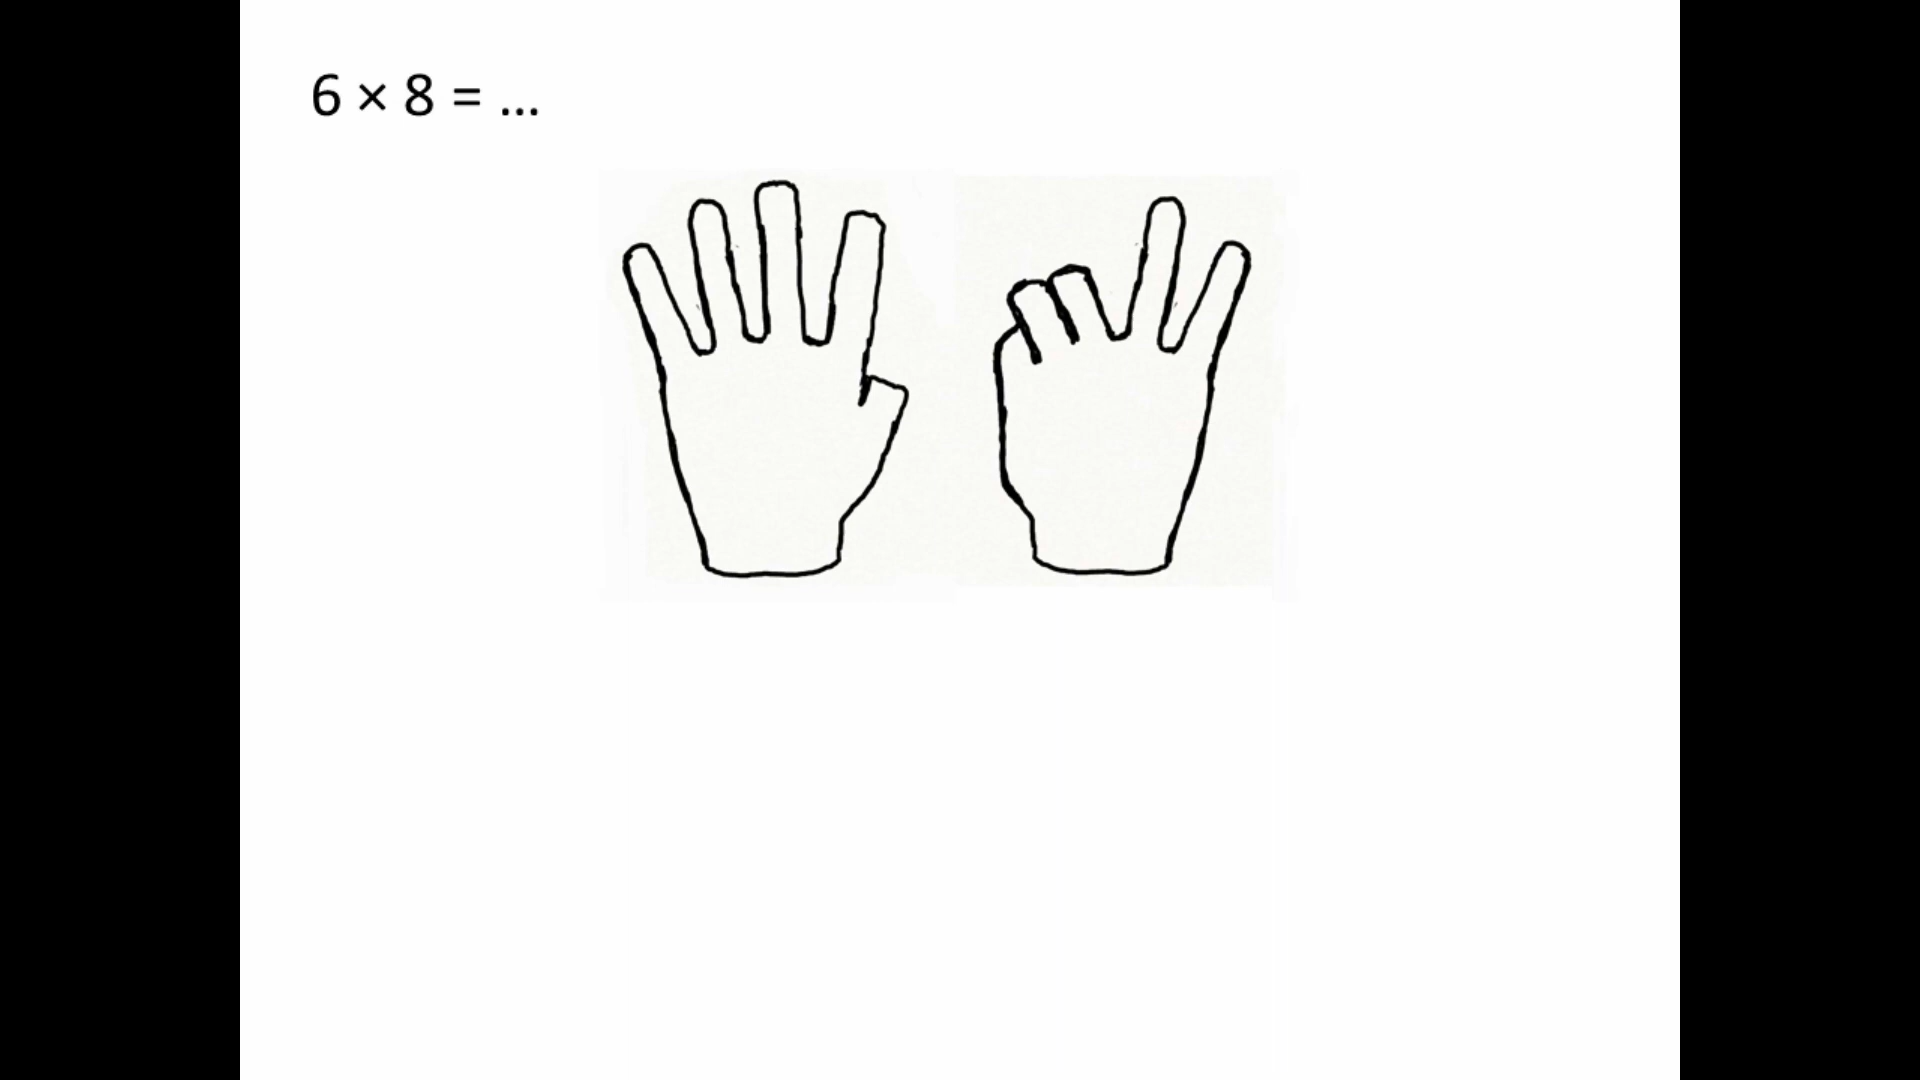 6 × 8 = ...